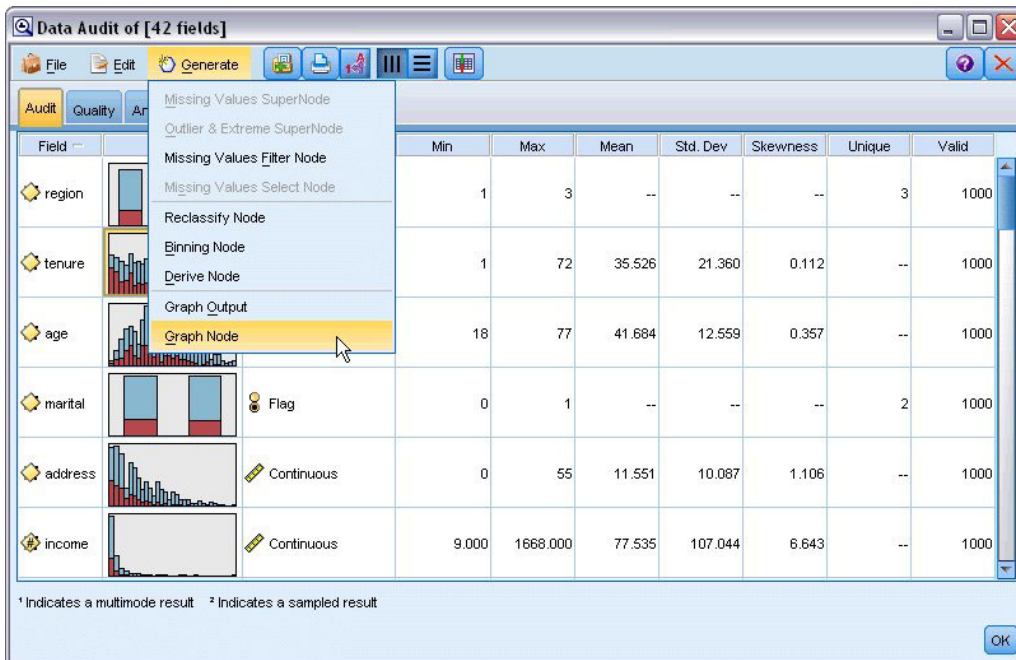 Data Audit of [42 fields]
File Edit Generate
Audit Quality An
Missing Values SuperNode
Outlier & Extreme SuperNode
Missing Values Filter Node
Missing Values Select Node
Reclassify Node
Binning Node
Derive Node
Graph Output
Graph Node
Field Min Max Mean Std. Dev Skewness Unique Valid
region 1 3 -- -- -- 3 1000
tenure 1 72 35.526 21.360 0.112 -- 1000
age 18 77 41.684 12.559 0.357 -- 1000
marital Flag 0 1 -- -- -- 2 1000
address Continuous 0 55 11.551 10.087 1.106 -- 1000
income Continuous 9.000 1668.000 77.535 107.044 6.643 -- 1000
¹ Indicates a multimode result ² Indicates a sampled result
OK